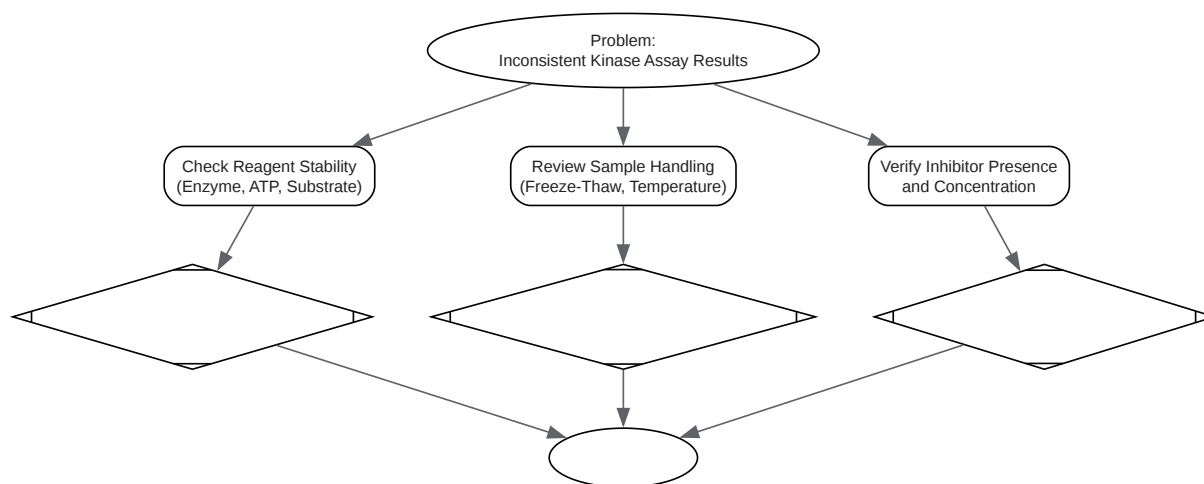 Problem:
Inconsistent Kinase Assay Results
Check Reagent Stability
(Enzyme, ATP, Substrate)
Review Sample Handling
(Freeze-Thaw, Temperature)
Verify Inhibitor Presence
and Concentration